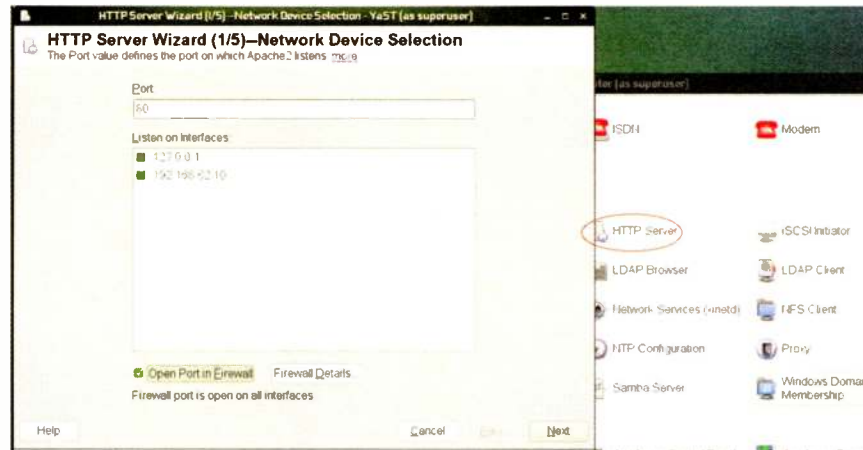 HTTP Server Wizard (1/5)--Network Device Selection - YaST [as superuser]
HTTP Server Wizard (1/5)—Network Device Selection
The Port value defines the port on which Apache2 listens more
Port
80
Listen on Interfaces
127.0.0.1
192.168.62.10
Open Port in Firewall
Firewall Details
Firewall port is open on all interfaces
Help
Cancel
Next
[as superuser]
ISDN
Modem
HTTP Server
iSCSI Initiator
LDAP Browser
LDAP Client
Network Services (xinetd)
NFS Client
NTP Configuration
Proxy
Samba Server
Windows Domai
Membership